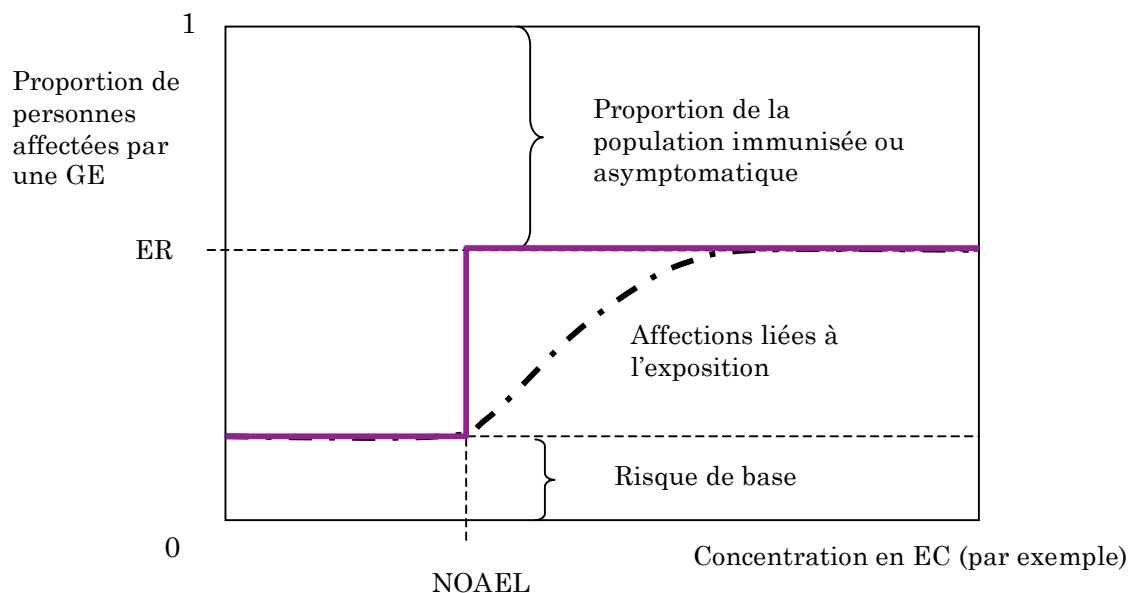 1
Proportion de
personnes
affectées par
une GE
Proportion de la
population immunisée ou
asymptomatique
ER
Affections liées à
l’exposition
Risque de base
0
Concentration en EC (par exemple)
NOAEL